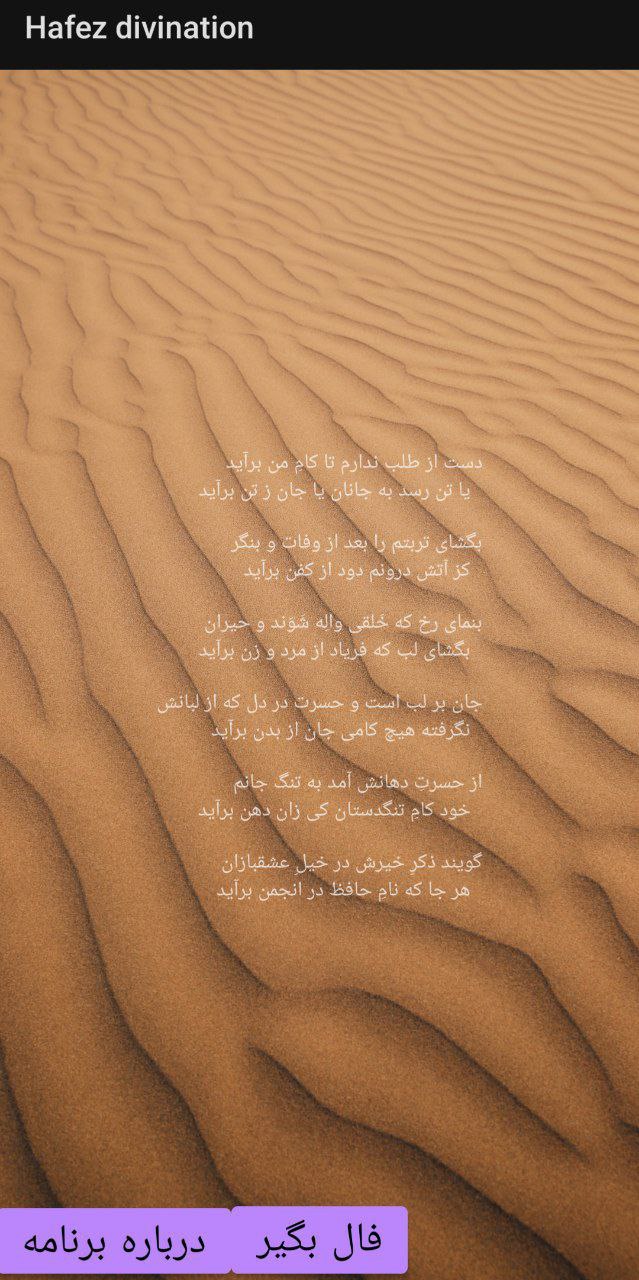 Hafez divination
دست از طلب ندارم تا کامِ من برآید
یا تن رسد به جانان یا جان ز تن برآید
بگشای تربتم را بعد از وفات و بنگر
کز آتش درونم دود از کفن برآید
بنمای رخ که خَلقی والِه شَوَند و حیران
بگشای لب که فریاد از مرد و زن برآید
جان بر لب است و حسرت در دل که از لبانش
نگرفته هیچ کامی جان از بدن برآید
از حسرتِ دهانش آمد به تنگ جانم
خود کامِ تنگدستان کی زان دهن برآید
گویند ذکرِ خیرش در خیلِ عشقبازان
هر جا که نامِ حافظ در انجمن برآید
فال بگیر
درباره برنامه